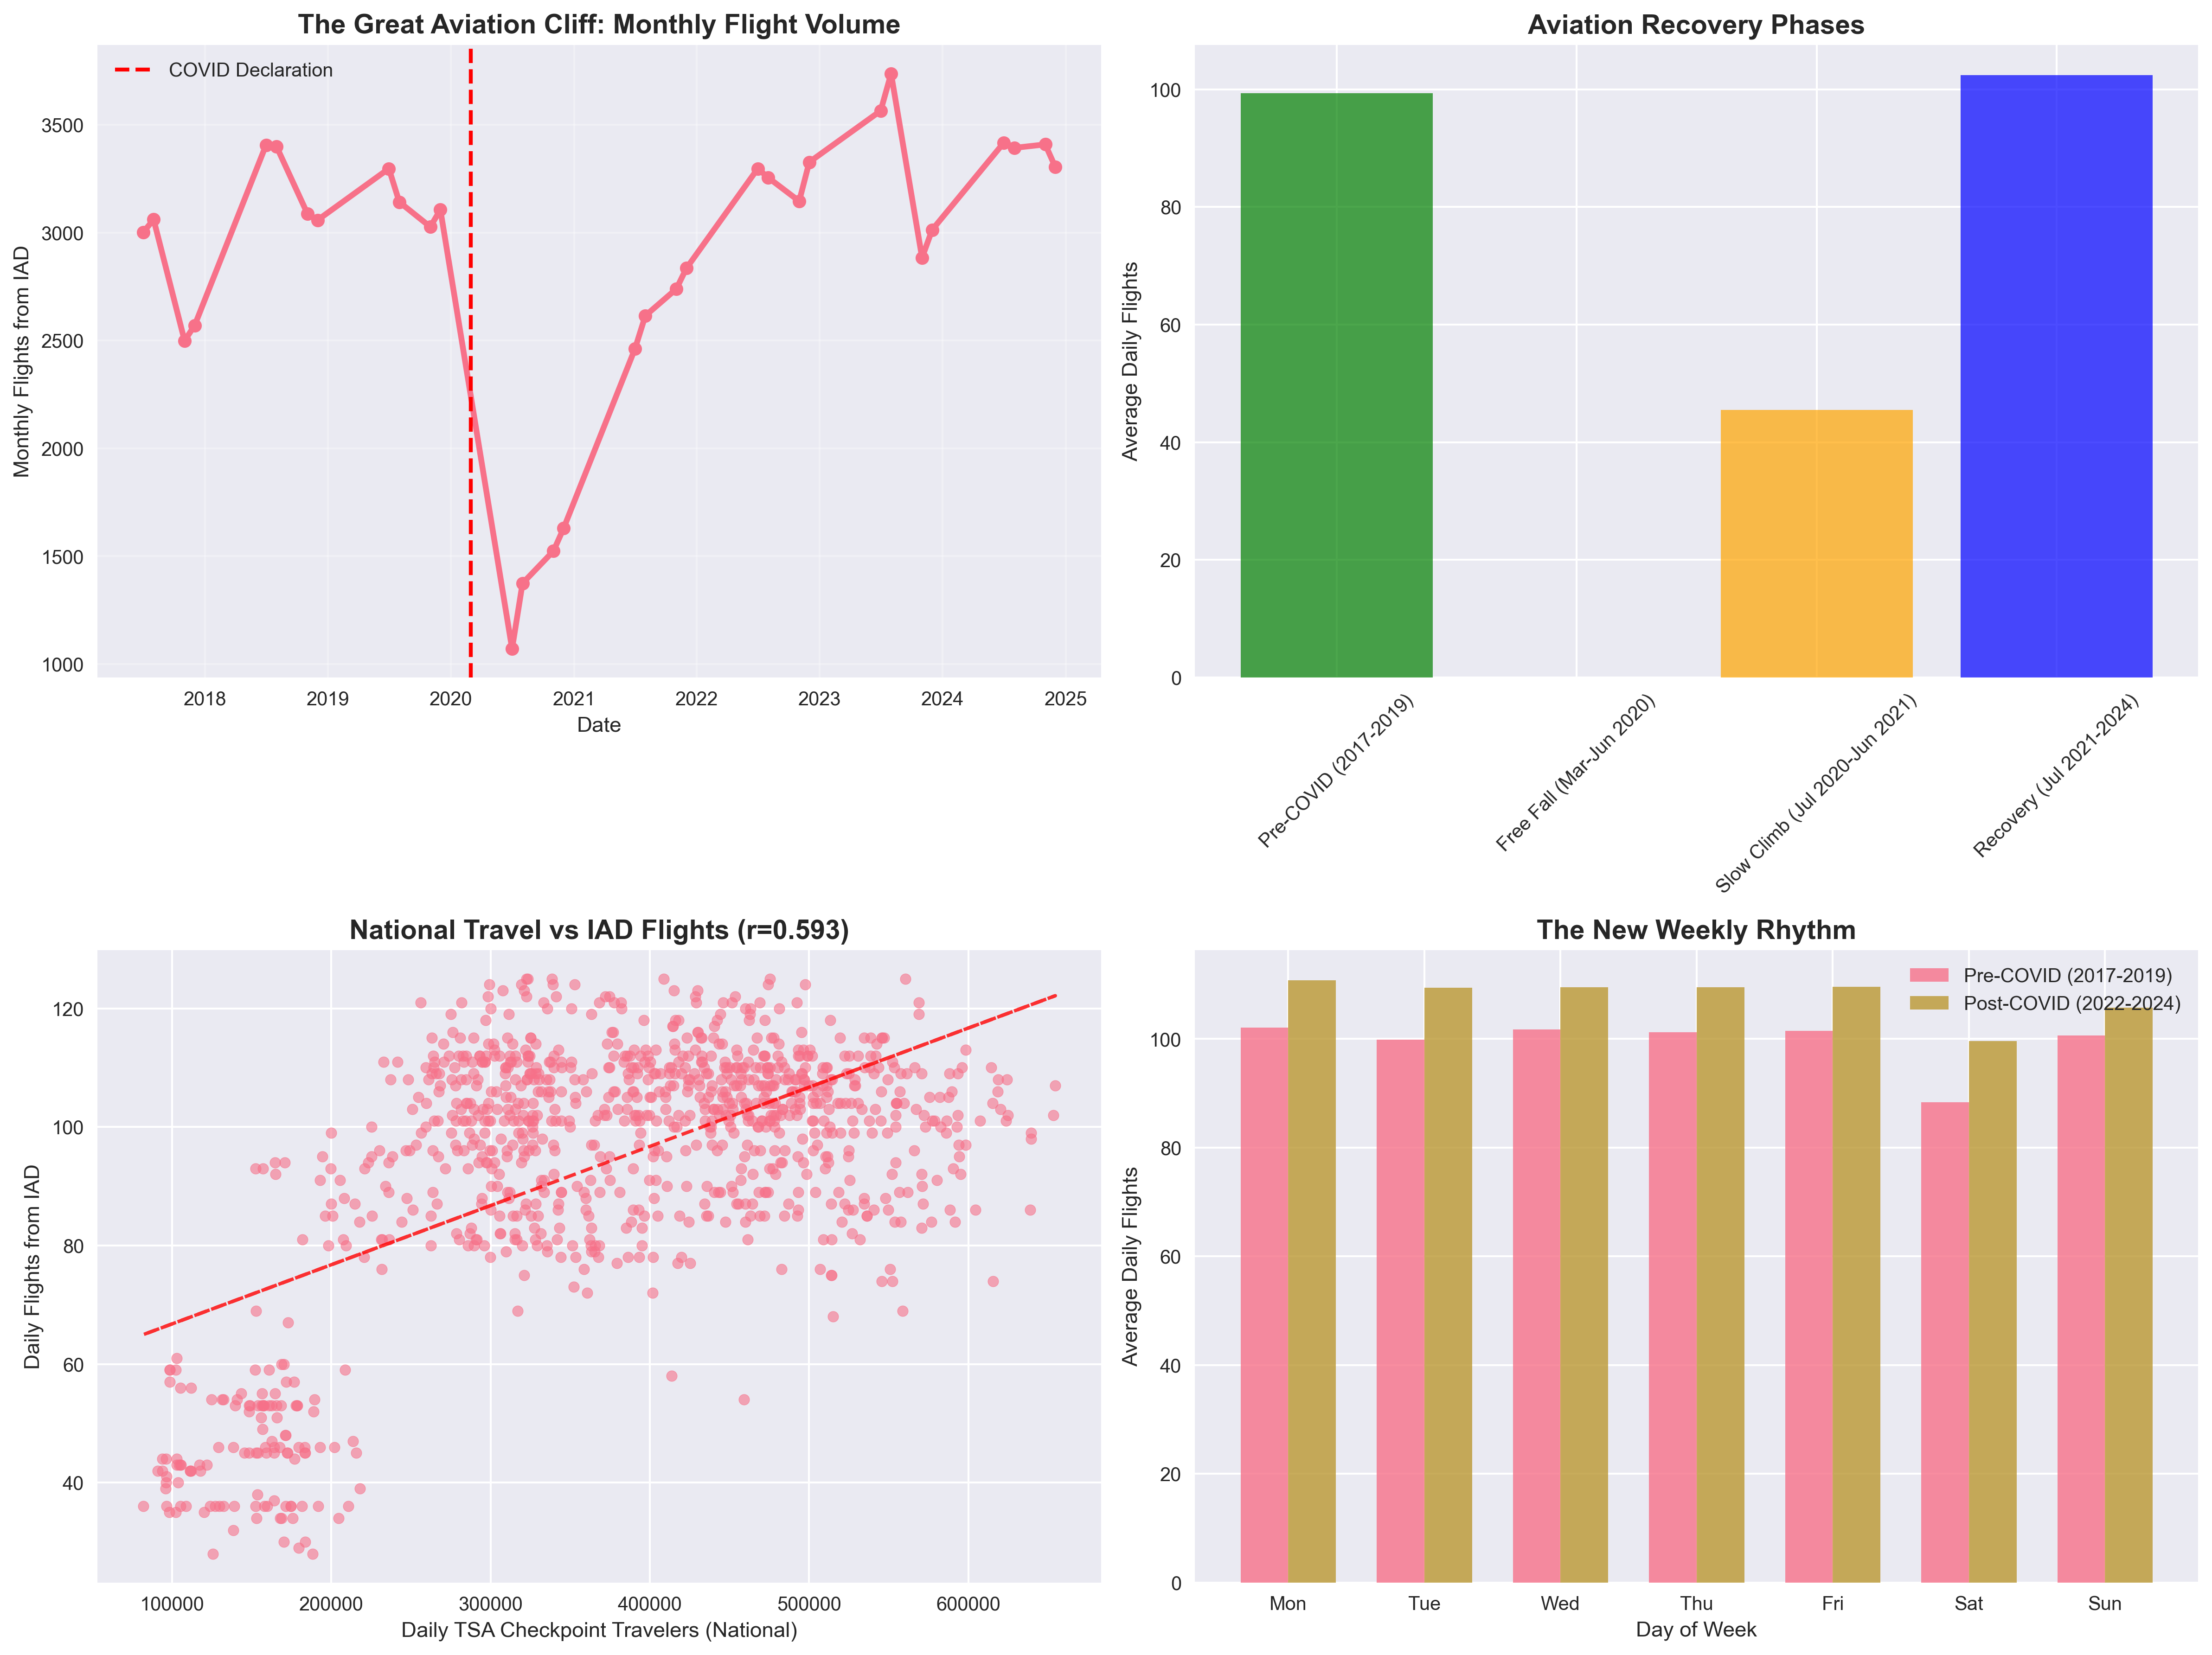 The Great Aviation Cliff: Monthly Flight Volume
COVID Declaration
Monthly Flights from IAD
3500
3000
2500
2000
1500
1000
2018 2019 2020 2021 2022 2023 2024 2025
Date
Aviation Recovery Phases
Average Daily Flights
100
80
60
40
20
0
Pre-COVID (2017-2019)
Free Fall (Mar-Jun 2020)
Slow Climb (Jul 2020-Jun 2021)
Recovery (Jul 2021-2024)
National Travel vs IAD Flights (r=0.593)
Daily Flights from IAD
120
100
80
60
40
100000 200000 300000 400000 500000 600000
Daily TSA Checkpoint Travelers (National)
The New Weekly Rhythm
Pre-COVID (2017-2019)
Post-COVID (2022-2024)
Average Daily Flights
100
80
60
40
20
0
Mon Tue Wed Thu Fri Sat Sun
Day of Week